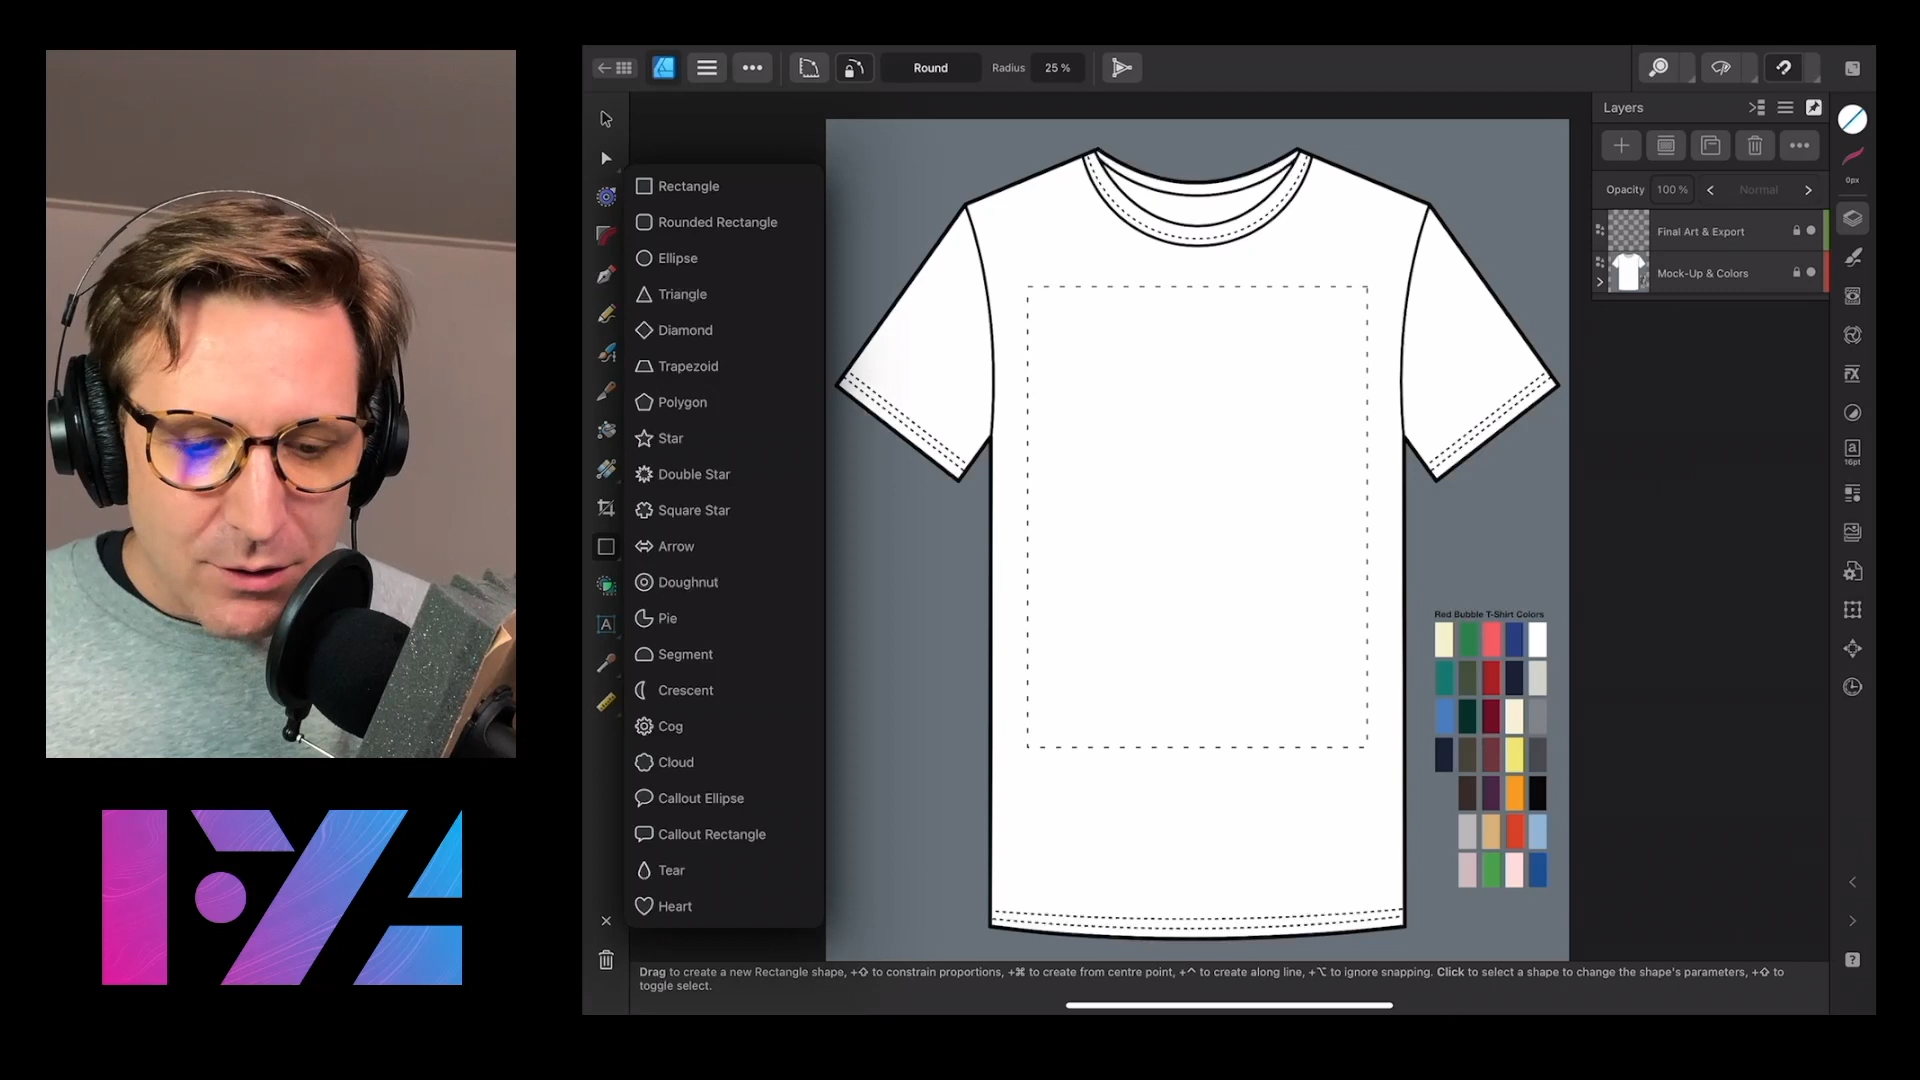 Round
Radius
25 %
Rectangle
Rounded Rectangle
Ellipse
Triangle
Diamond
Trapezoid
Polygon
Star
Double Star
Square Star
Arrow
Doughnut
Pie
Segment
Crescent
Cog
Cloud
Callout Ellipse
Callout Rectangle
Tear
Heart
Red Bubble T-Shirt Colors
Layers
Opacity
100 %
Normal
Final Art & Export
Mock-Up & Colors
0px
FX
a
16pt
A
?
Drag to create a new Rectangle shape, +⇧ to constrain proportions, +⌘ to create from centre point, +^ to create along line, +⌥ to ignore snapping. Click to select a shape to change the shape's parameters, +⇧ to
toggle select.